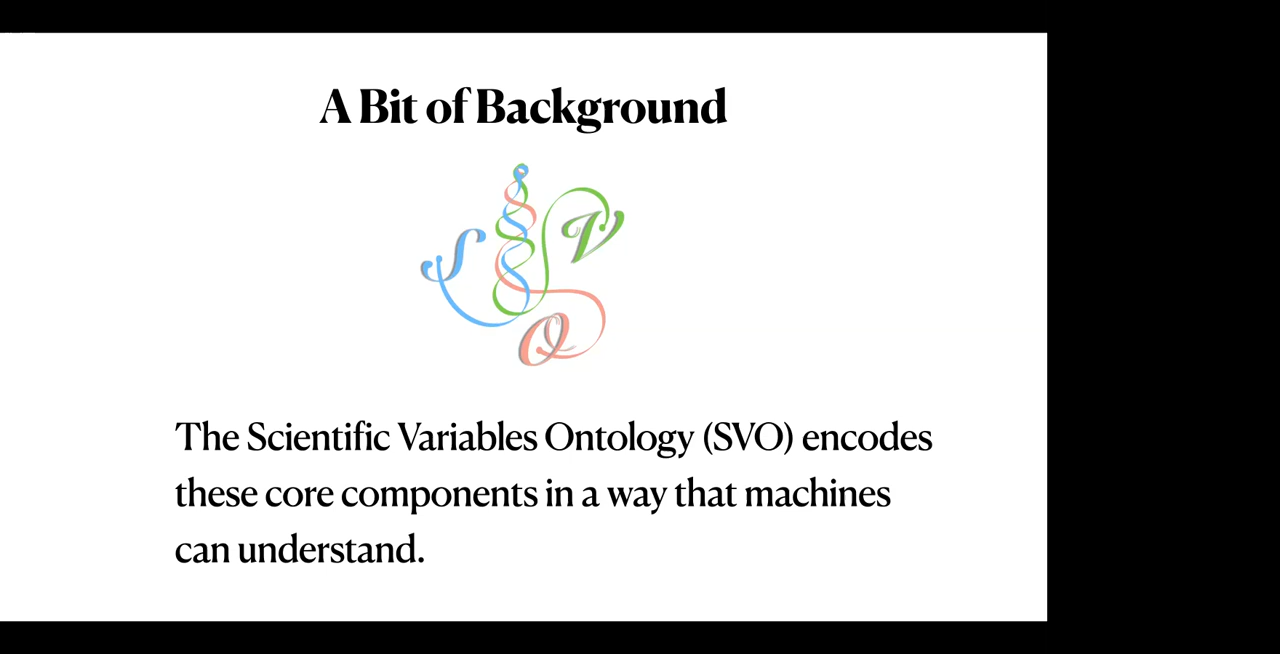 A Bit of Background
S
V
O
The Scientific Variables Ontology (SVO) encodes
these core components in a way that machines
can understand.